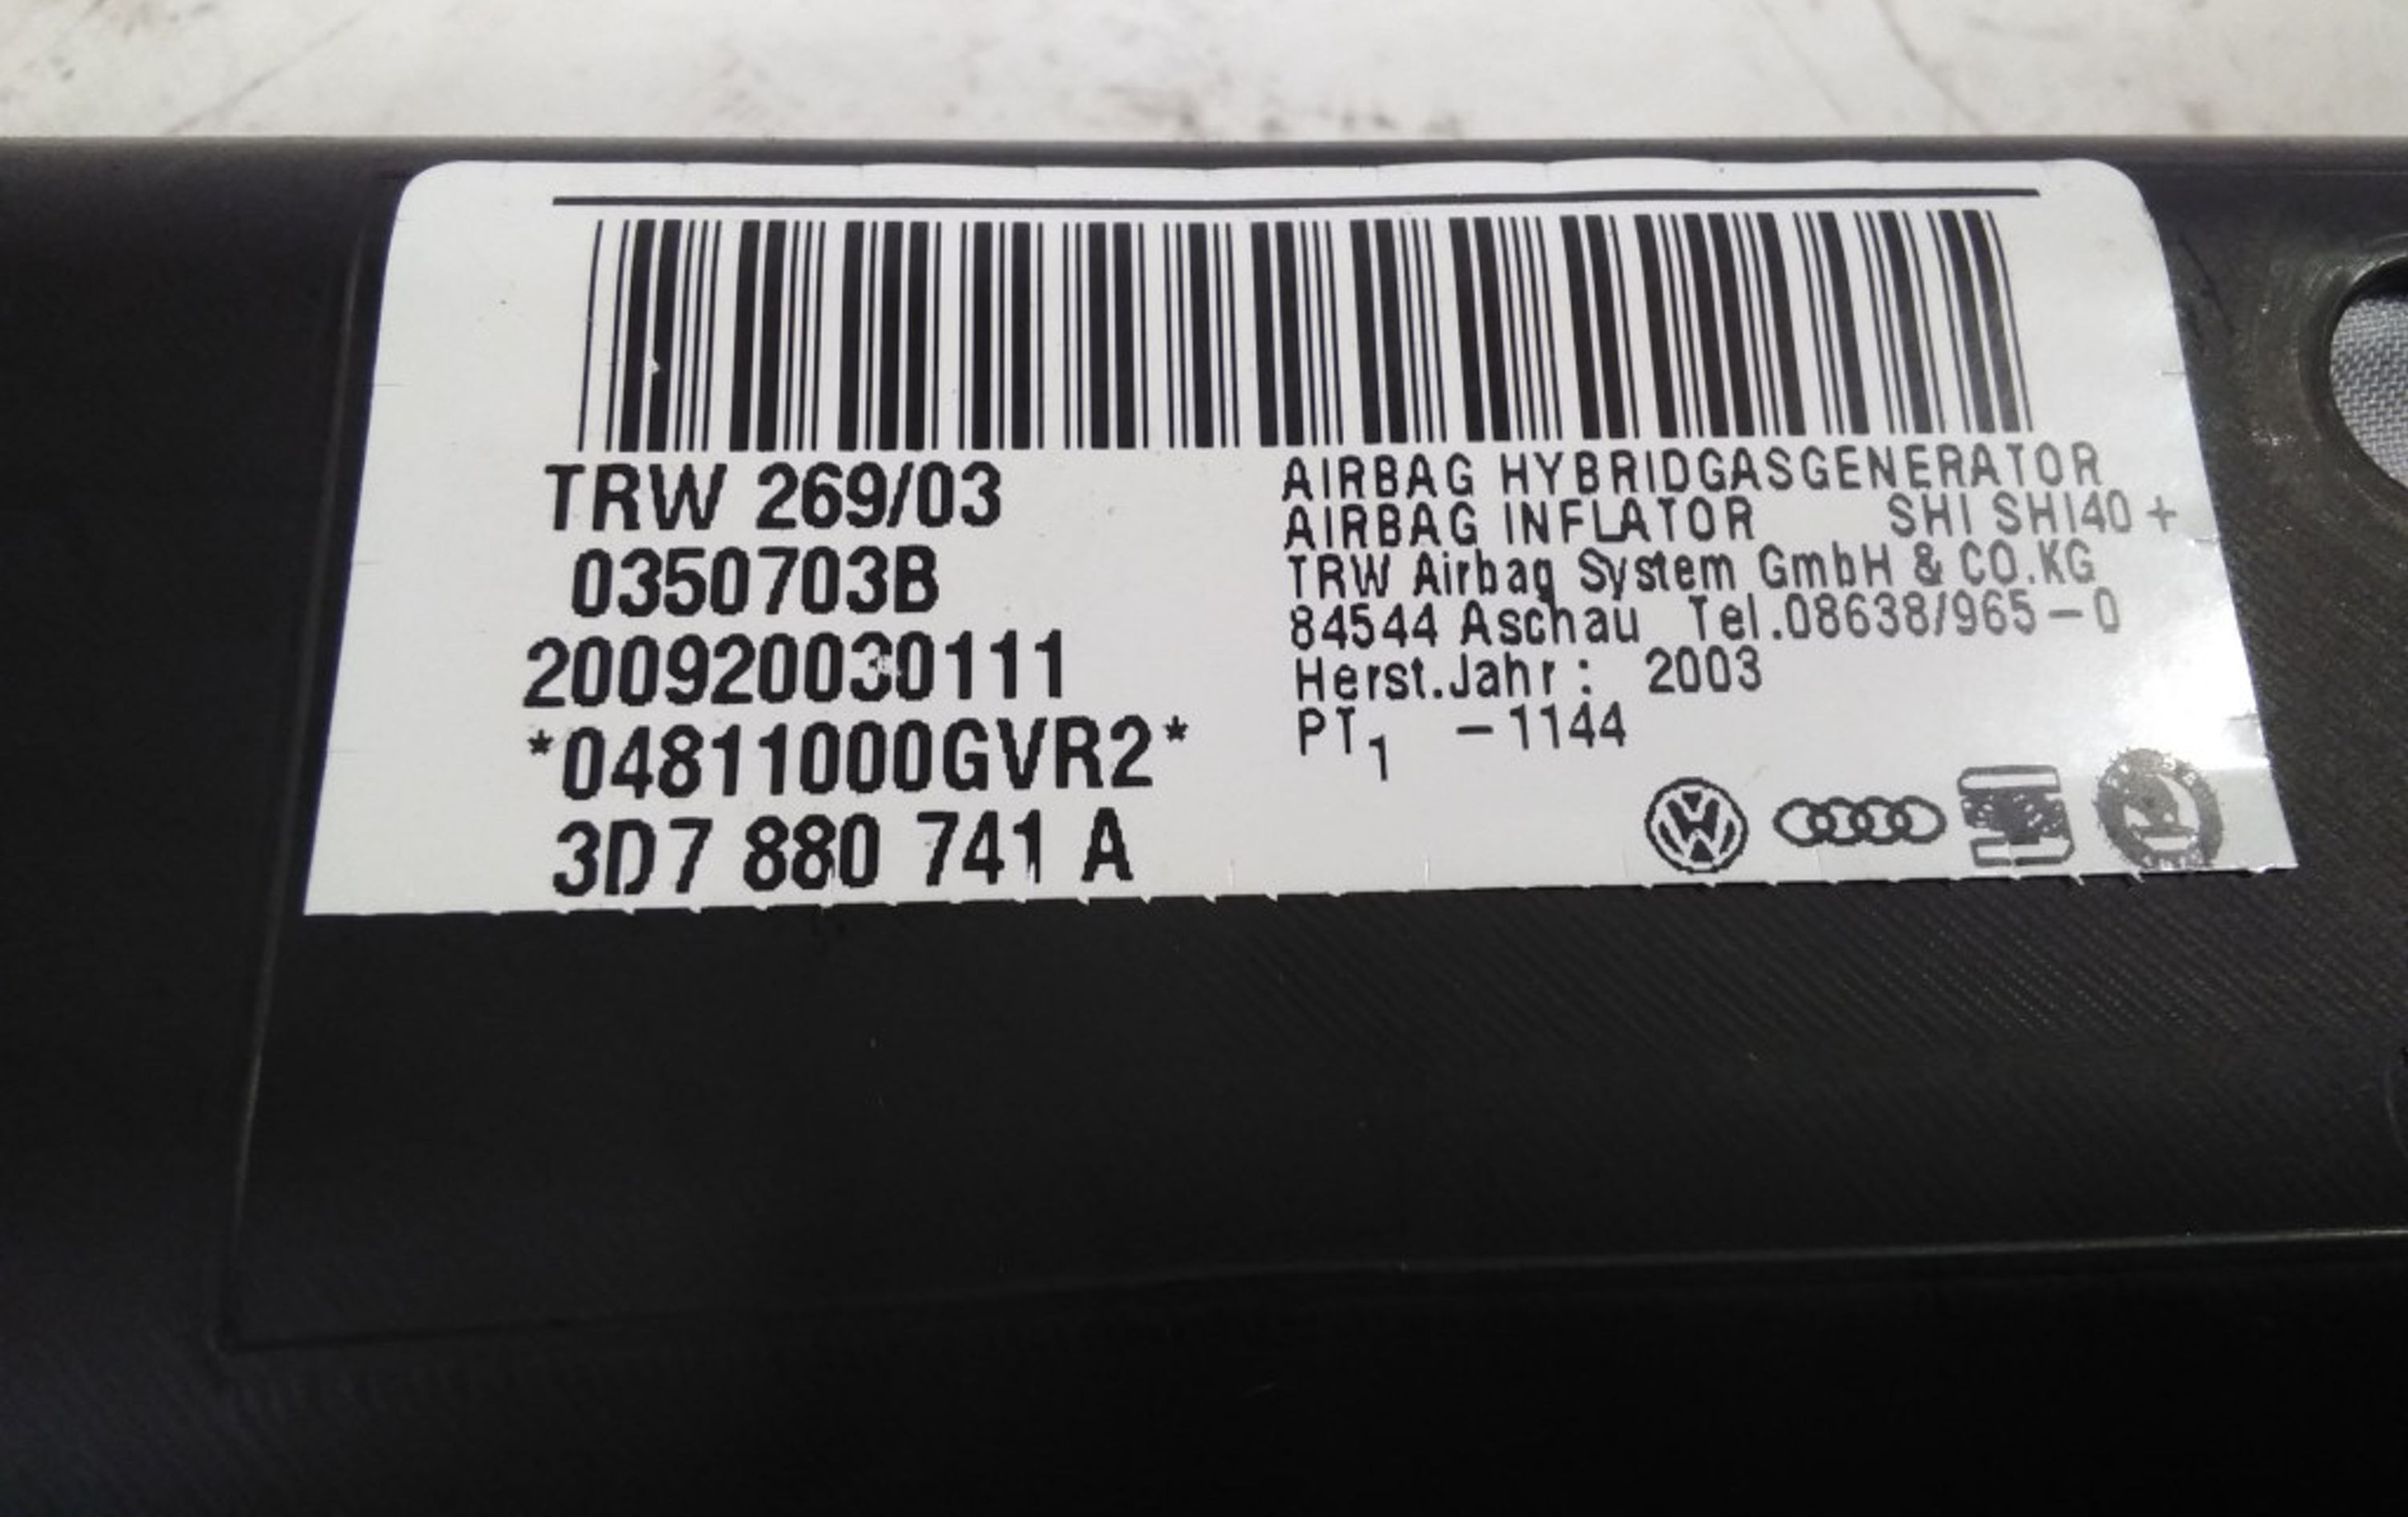 TRW 269/03
0350703B
200920030111
*04811000GVR2*
3D7 880 741 A
AIRBAG HYBRIDGASGENERATOR
AIRBAG INFLATOR SHI SHI40 +
TRW Airbag System GmbH & CO.KG
84544 Aschau Tel.08638/965-0
Herst.Jahr: 2003
PT1 -1144